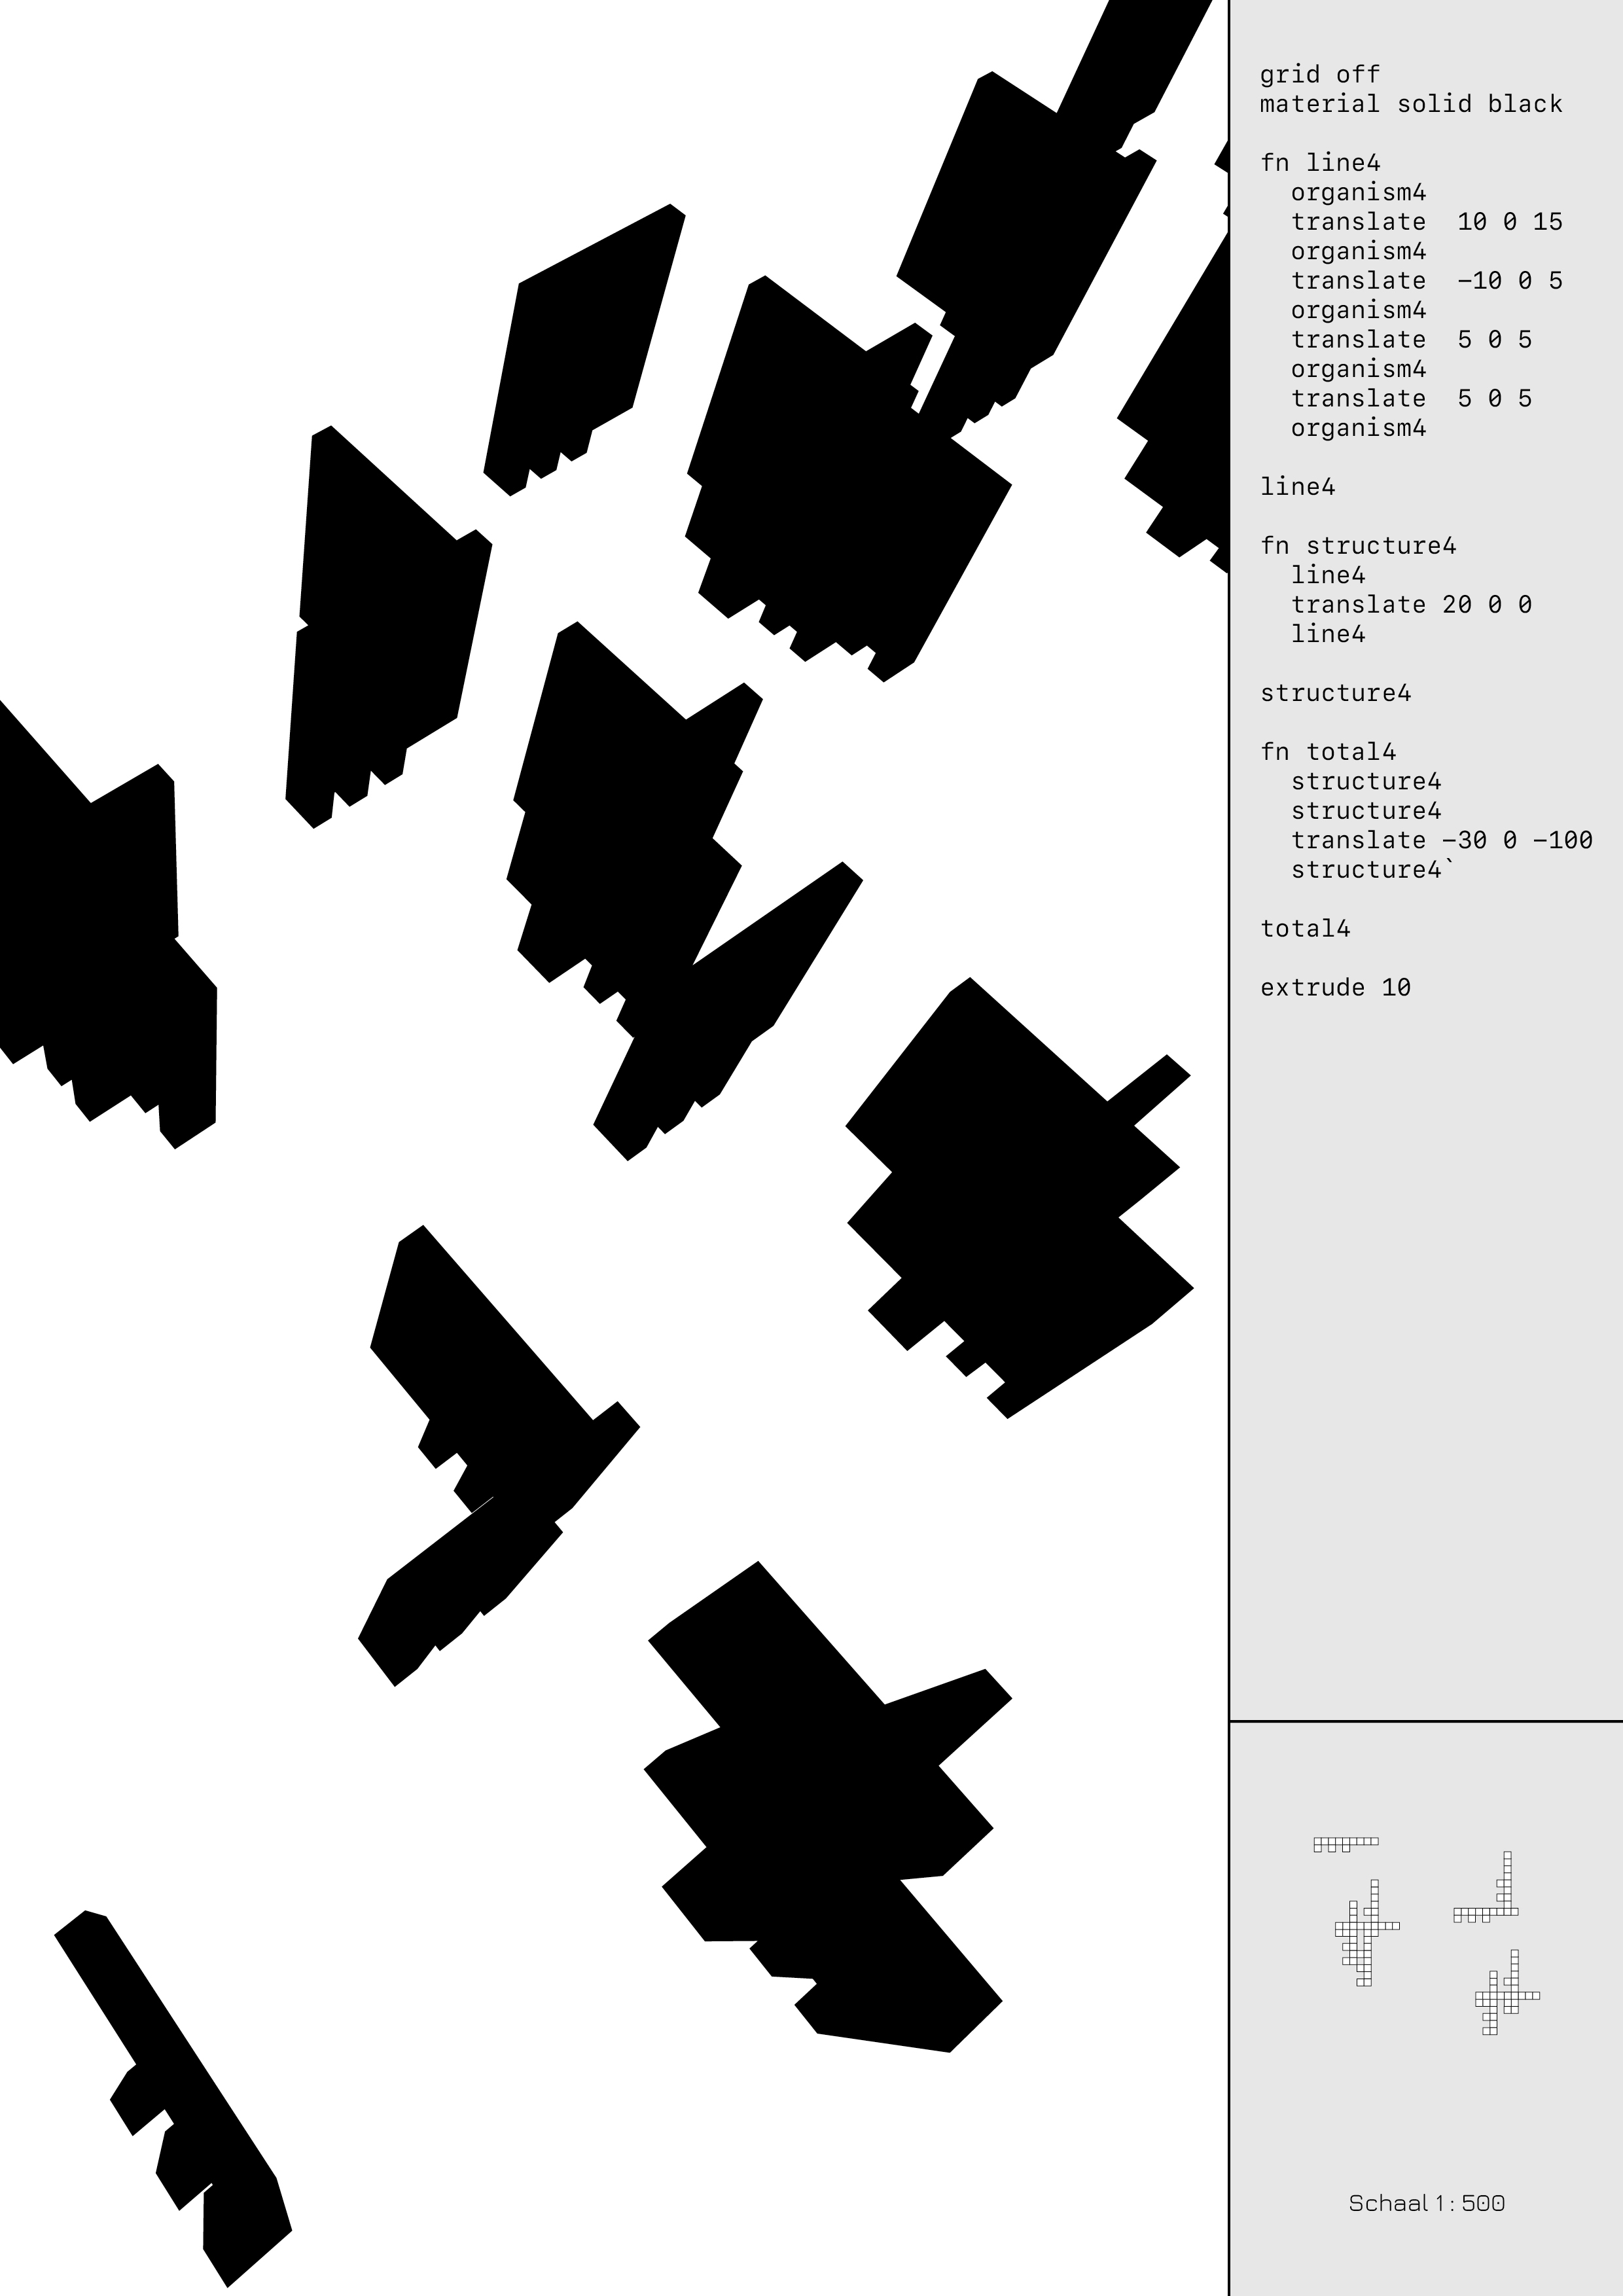 grid off
material solid black
fn line4
organism4
translate  10 0 15
organism4
translate  −10 0 5
organism4
translate  5 0 5
organism4
translate  5 0 5
organism4
line4
fn structure4
line4
translate 20 0 0
line4
structure4
fn total4
structure4
structure4
translate −30 0 −100
structure4`
total4
extrude 10
Schaal 1 : 500